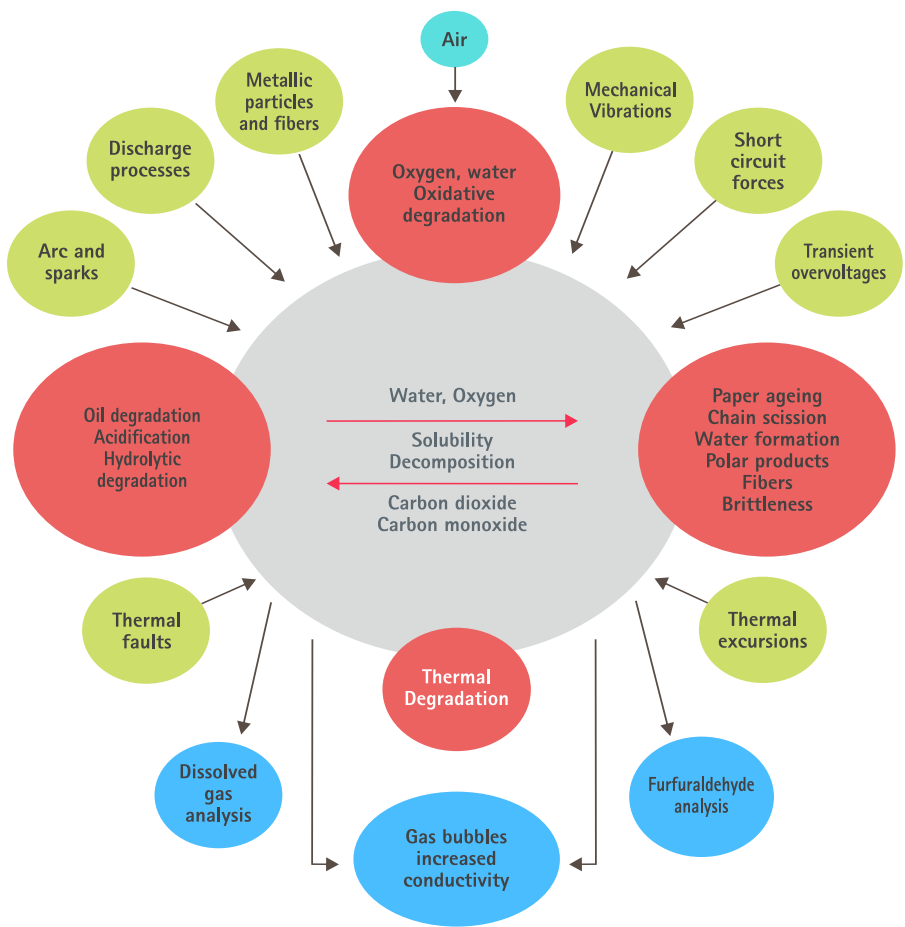 Air
Metallic
particles
and fibers
Mechanical
Vibrations
Discharge
processes
Short
circuit
forces
Oxygen, water
Oxidative
degradation
Arc and
sparks
Transient
overvoltages
Oil degradation
Acidification
Hydrolytic
degradation
Water, Oxygen
Solubility
Decomposition
Carbon dioxide
Carbon monoxide
Paper ageing
Chain scission
Water formation
Polar products
Fibers
Brittleness
Thermal
faults
Thermal
excursions
Thermal
Degradation
Dissolved
gas
analysis
Furfuraldehyde
analysis
Gas bubbles
increased
conductivity